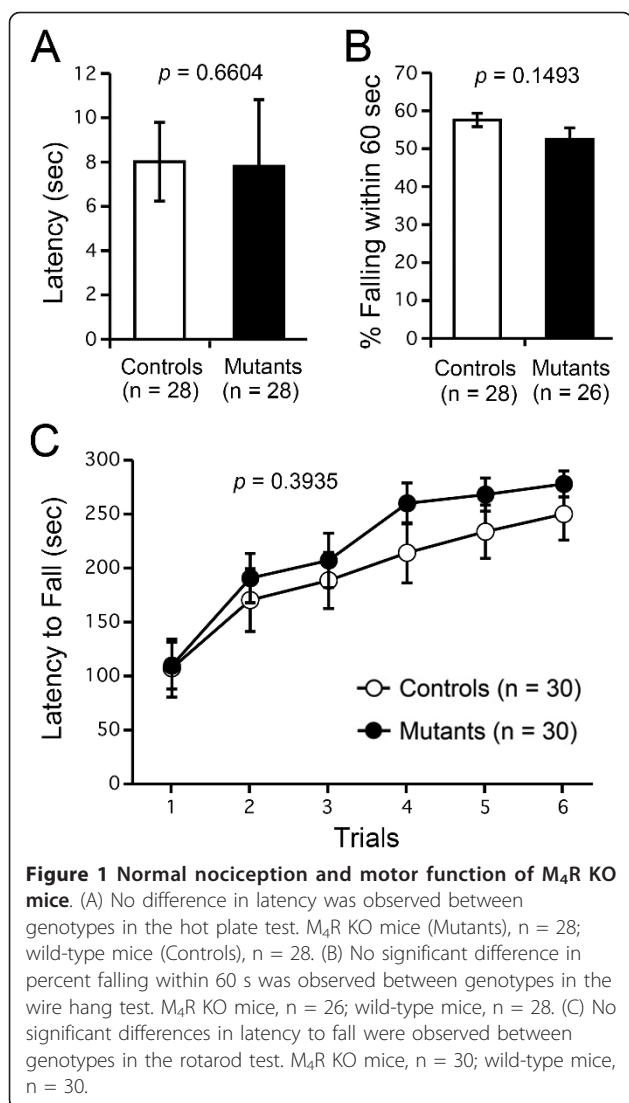 A
p = 0.6604
Latency (sec)
12
10
8
6
4
2
0
Controls
(n = 28)
Mutants
(n = 28)
B
p = 0.1493
% Falling within 60 sec
70
60
50
40
30
20
10
0
Controls
(n = 28)
Mutants
(n = 26)
C
p = 0.3935
Latency to Fall (sec)
300
250
200
150
100
50
0
Controls (n = 30)
Mutants (n = 30)
1 2 3 4 5 6
Trials
Figure 1 Normal nociception and motor function of M₄R KO
mice. (A) No difference in latency was observed between
genotypes in the hot plate test. M₄R KO mice (Mutants), n = 28;
wild-type mice (Controls), n = 28. (B) No significant difference in
percent falling within 60 s was observed between genotypes in the
wire hang test. M₄R KO mice, n = 26; wild-type mice, n = 28. (C) No
significant differences in latency to fall were observed between
genotypes in the rotarod test. M₄R KO mice, n = 30; wild-type mice,
n = 30.